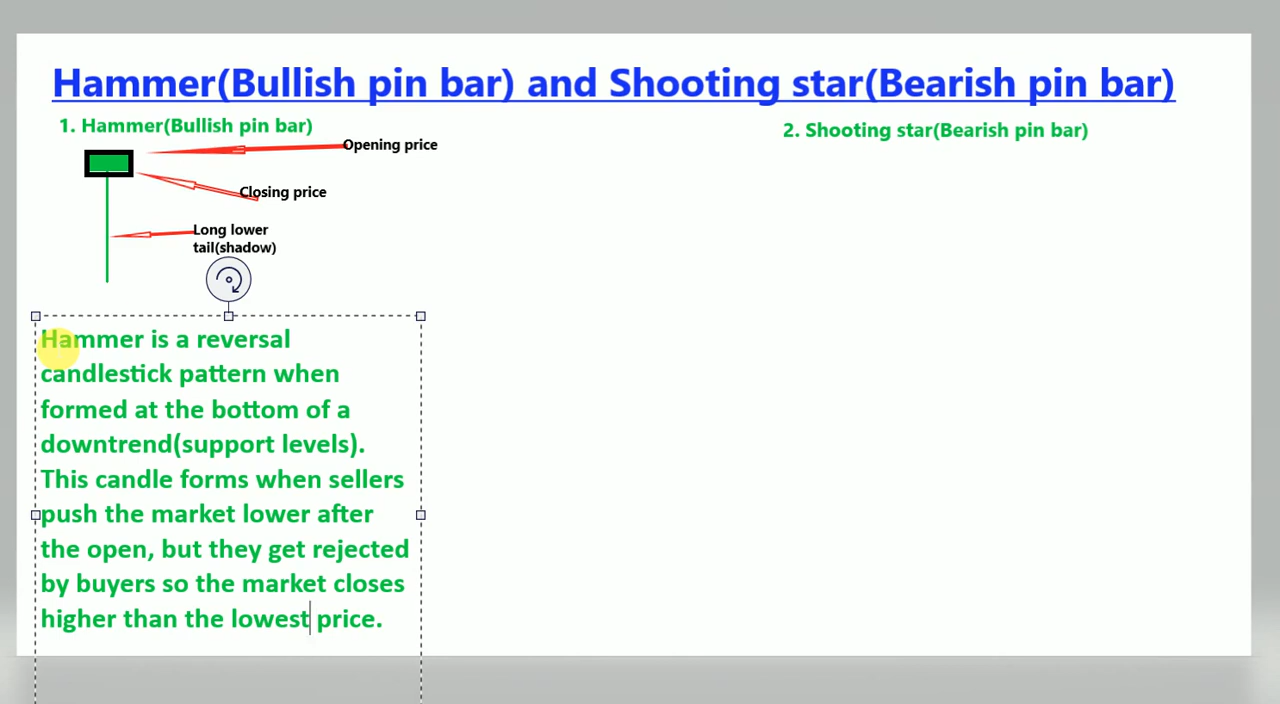 Hammer(Bullish pin bar) and Shooting star(Bearish pin bar)
1. Hammer(Bullish pin bar)
Opening price
Closing price
Long lower
tail(shadow)
Hammer is a reversal
candlestick pattern when
formed at the bottom of a
downtrend(support levels).
This candle forms when sellers
push the market lower after
the open, but they get rejected
by buyers so the market closes
higher than the lowest price.
2. Shooting star(Bearish pin bar)